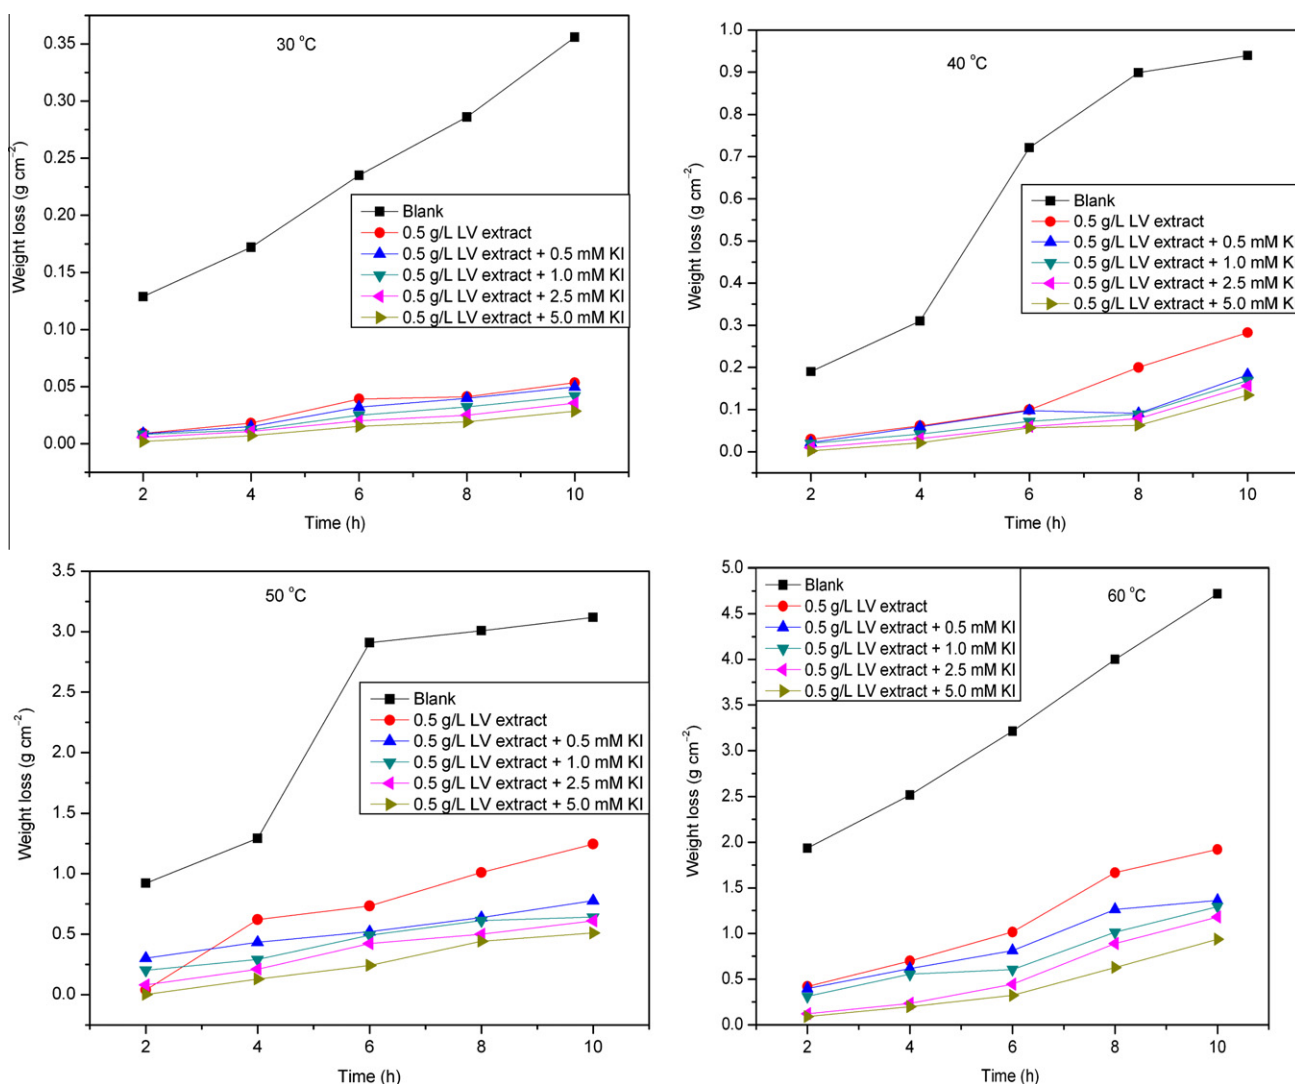 30 °C
0.35
0.30
0.25
0.20
0.15
0.10
0.05
0.00
Weight loss (g cm⁻²)
Blank
0.5 g/L LV extract
0.5 g/L LV extract + 0.5 mM KI
0.5 g/L LV extract + 1.0 mM KI
0.5 g/L LV extract + 2.5 mM KI
0.5 g/L LV extract + 5.0 mM KI
2 4 6 8 10
Time (h)
40 °C
1.0
0.9
0.8
0.7
0.6
0.5
0.4
0.3
0.2
0.1
0.0
Weight loss (g cm⁻²)
Blank
0.5 g/L LV extract
0.5 g/L LV extract + 0.5 mM K
0.5 g/L LV extract + 1.0 mM K
0.5 g/L LV extract + 2.5 mM K
0.5 g/L LV extract + 5.0 mM K
2 4 6 8 10
Time (h)
50 °C
3.5
3.0
2.5
2.0
1.5
1.0
0.5
0.0
Weight loss (g cm⁻²)
Blank
0.5 g/L LV extract
0.5 g/L LV extract + 0.5 mM KI
0.5 g/L LV extract + 1.0 mM KI
0.5 g/L LV extract + 2.5 mM KI
0.5 g/L LV extract + 5.0 mM KI
2 4 6 8 10
Time (h)
60 °C
5.0
4.5
4.0
3.5
3.0
2.5
2.0
1.5
1.0
0.5
0.0
Weight loss (g cm⁻²)
Blank
0.5 g/L LV extract
0.5 g/L LV extract + 0.5 mM KI
0.5 g/L LV extract + 1.0 mM KI
0.5 g/L LV extract + 2.5 mM KI
0.5 g/L LV extract + 5.0 mM KI
2 4 6 8 10
Time (h)